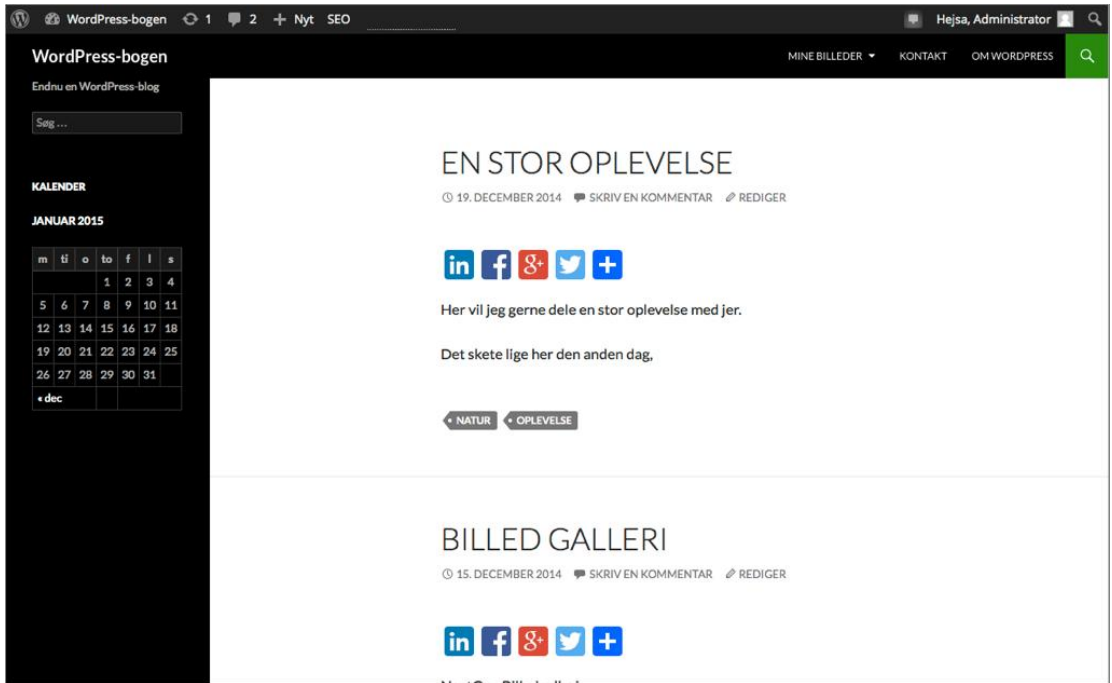 WordPress-bogen 1 2 + Nyt SEO Hejsa, Administrator
WordPress-bogen MINE BILLEDER KONTAKT OM WORDPRESS
Endnu en WordPress-blog
Søg …
KALENDER
JANUAR 2015
m ti o to f l s
1 2 3 4
5 6 7 8 9 10 11
12 13 14 15 16 17 18
19 20 21 22 23 24 25
26 27 28 29 30 31
« dec
EN STOR OPLEVELSE
19. DECEMBER 2014 SKRIV EN KOMMENTAR REDIGER
in f g+
Her vil jeg gerne dele en stor oplevelse med jer.
Det skete lige her den anden dag,
NATUR OPLEVELSE
BILLED GALLERI
15. DECEMBER 2014 SKRIV EN KOMMENTAR REDIGER
in f g+